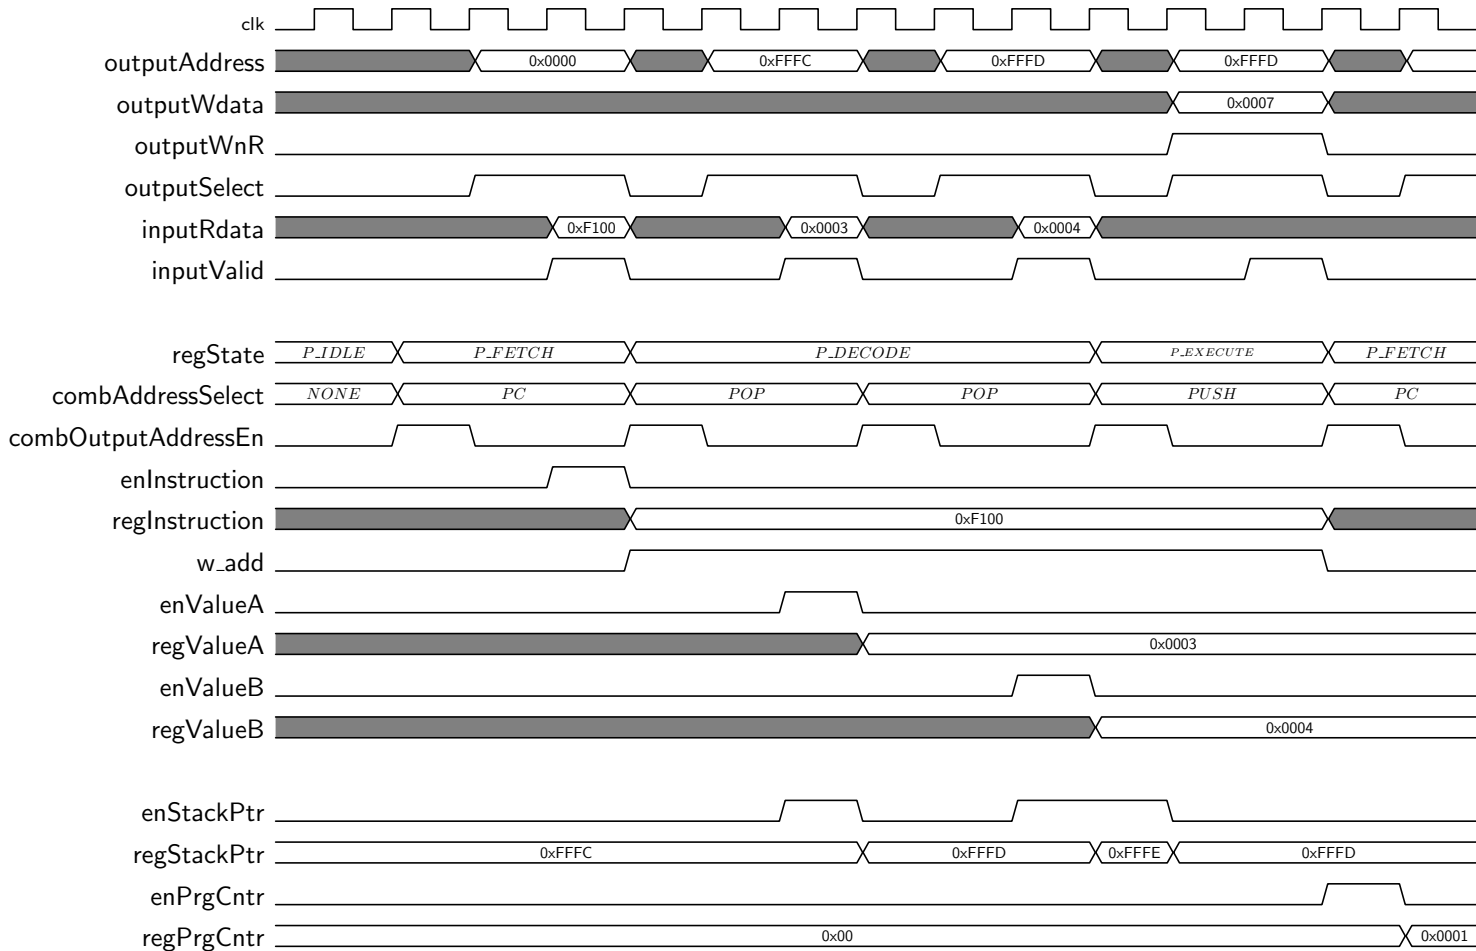 clk
outputAddress 0x0000 0xFFFC 0xFFFD 0xFFFD
outputWdata 0x0007
outputWnR
outputSelect
inputRdata 0xF100 0x0003 0x0004
inputValid
regState P_IDLE P_FETCH P_DECODE P_EXECUTE P_FETCH
combAddressSelect NONE PC POP POP PUSH PC
combOutputAddressEn
enInstruction
regInstruction 0xF100
w_add
enValueA
regValueA 0x0003
enValueB
regValueB 0x0004
enStackPtr
regStackPtr 0xFFFC 0xFFFD 0xFFFE 0xFFFD
enPrgCntr
regPrgCntr 0x00 0x0001